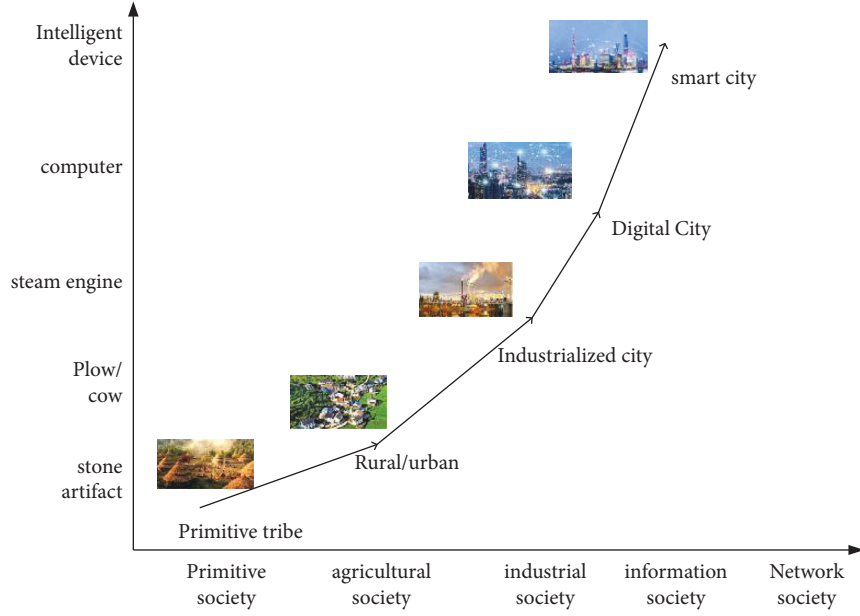 Intelligent
device
smart city
computer
Digital City
steam engine
Industrialized city
Plow/
cow
Rural/urban
stone
artifact
Primitive tribe
Primitive
society
agricultural
society
industrial
society
information
society
Network
society